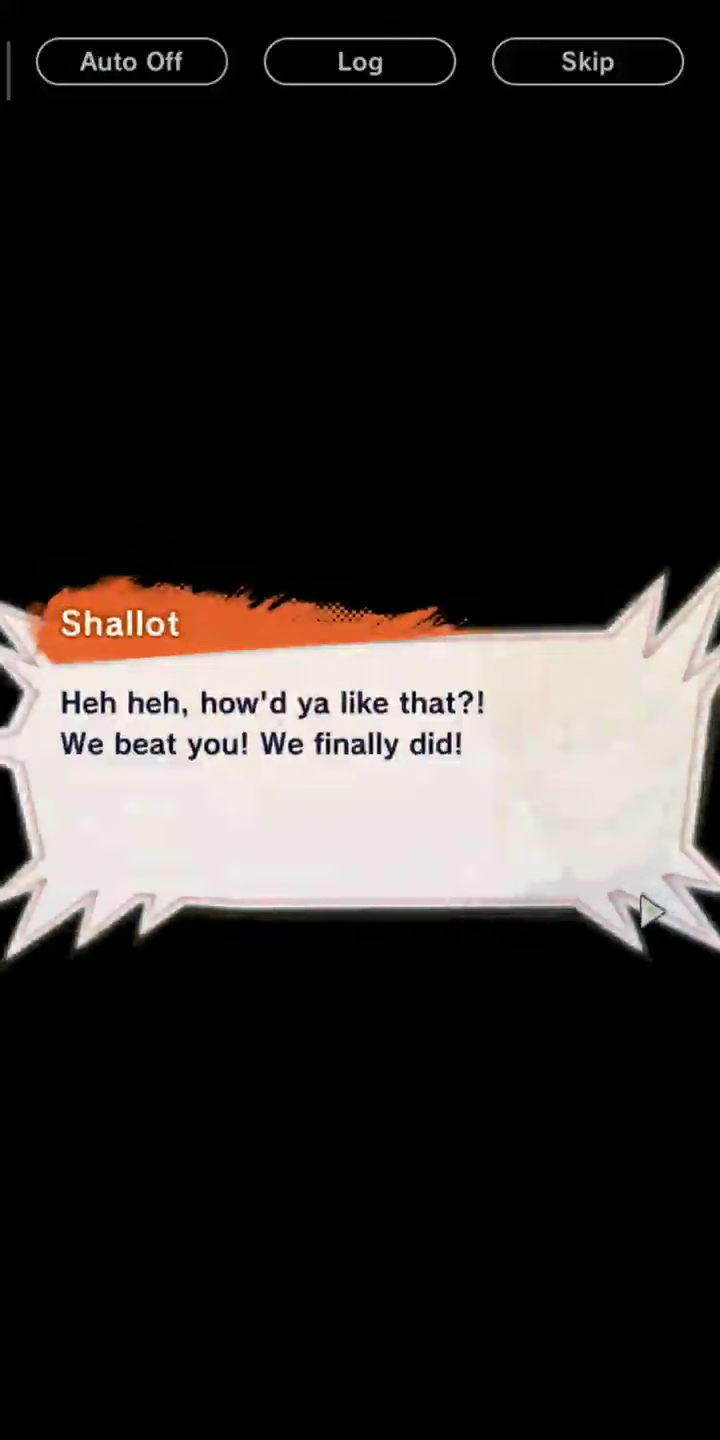 Auto Off
Log
Skip
Shallot
Heh heh, how'd ya like that?!
We beat you! We finally did!